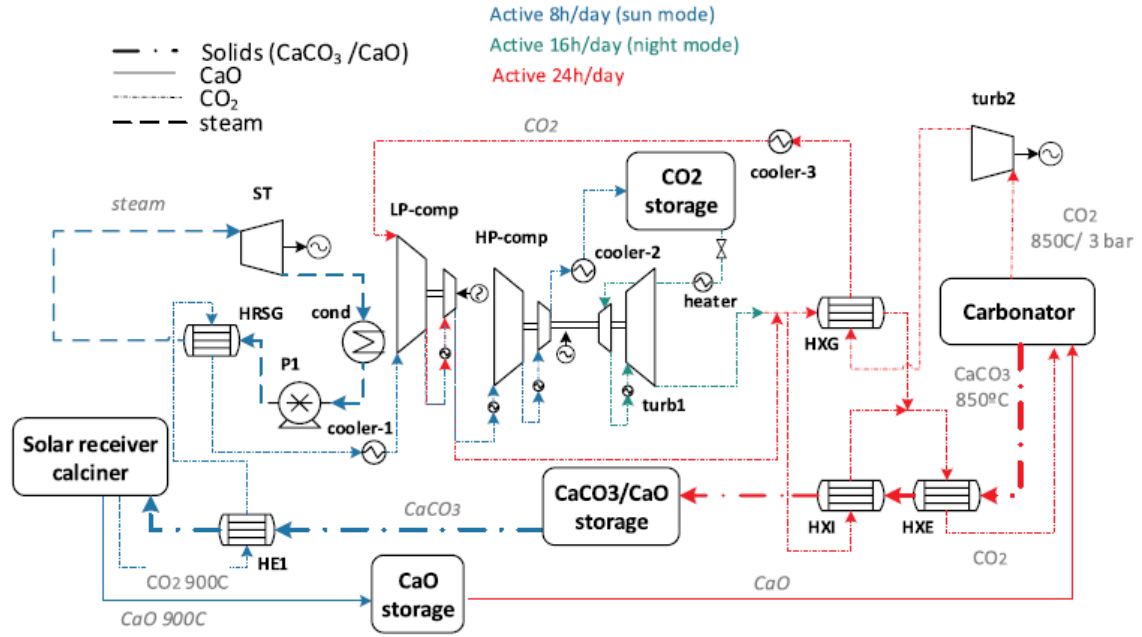 Active 8h/day (sun mode)
Active 16h/day (night mode)
Active 24h/day
Solids (CaCO₃ /CaO)
CaO
CO₂
steam
turb2
CO₂
cooler-3
CO2
storage
ST
LP-comp
steam
HP-comp
cooler-2
CO₂
850C/ 3 bar
heater
HRSG
cond
Carbonator
HXG
P1
turb1
CaCO3
850ºC
cooler-1
Solar receiver
calciner
CaCO3/CaO
storage
CaCO₃
HXI
HXE
HE1
CO₂ 900C
CO₂
CaO 900C
CaO
storage
CaO